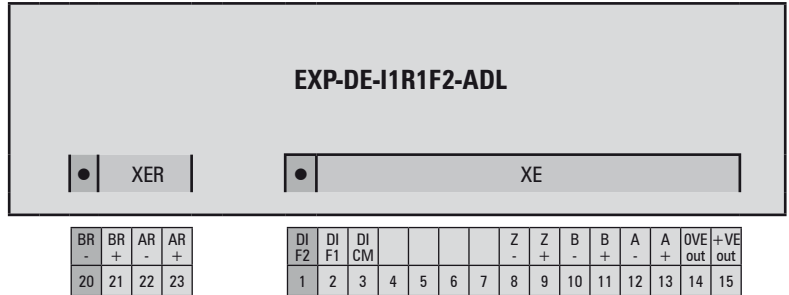 EXP-DE-I1R1F2-ADL
XER XE
BR - BR + AR - AR + DI F2 DI F1 DI CM Z - Z + B - B + A - A + 0VE out +VE out
20 21 22 23 1 2 3 4 5 6 7 8 9 10 11 12 13 14 15